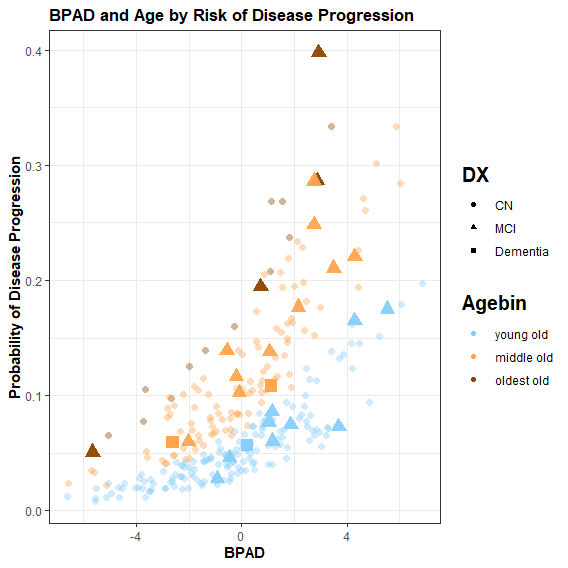 BPAD and Age by Risk of Disease Progression
Probability of Disease Progression
0.4
0.3
0.2
0.1
0.0
-4
0
4
BPAD
DX
CN
MCI
Dementia
Agebin
young old
middle old
oldest old